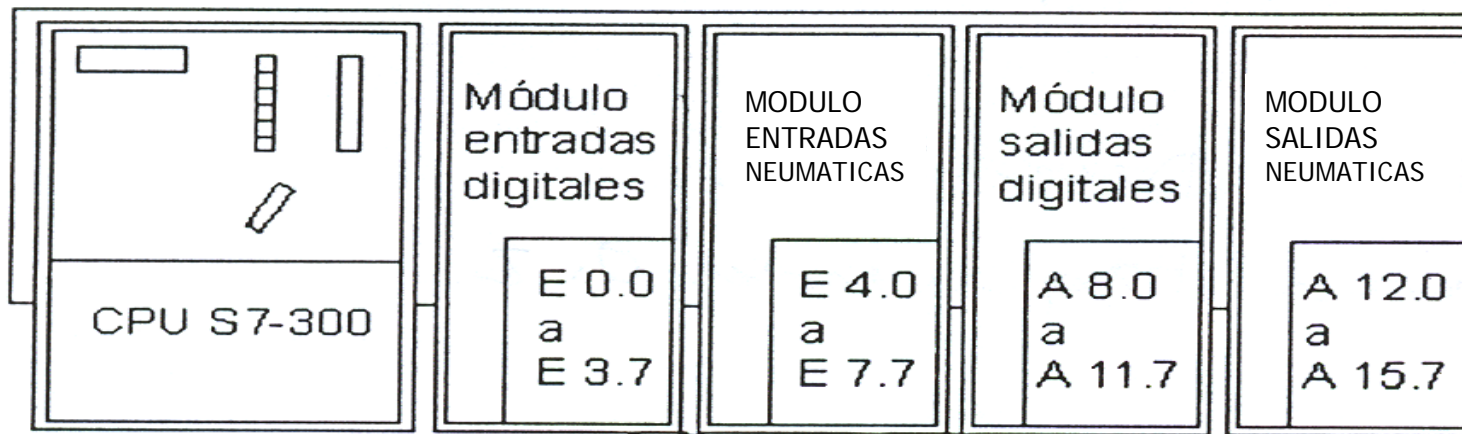 CPU S7-300
Módulo
entradas
digitales
E 0.0
a
E 3.7
MODULO
ENTRADAS
NEUMATICAS
E 4.0
a
E 7.7
Módulo
salidas
digitales
A 8.0
a
A 11.7
MODULO
SALIDAS
NEUMATICAS
A 12.0
a
A 15.7